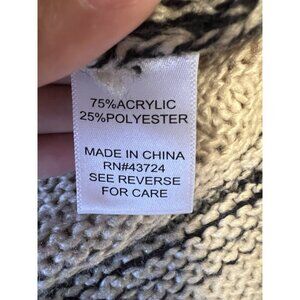 75%ACRYLIC
25%POLYESTER
MADE IN CHINA
RN#43724
SEE REVERSE
FOR CARE